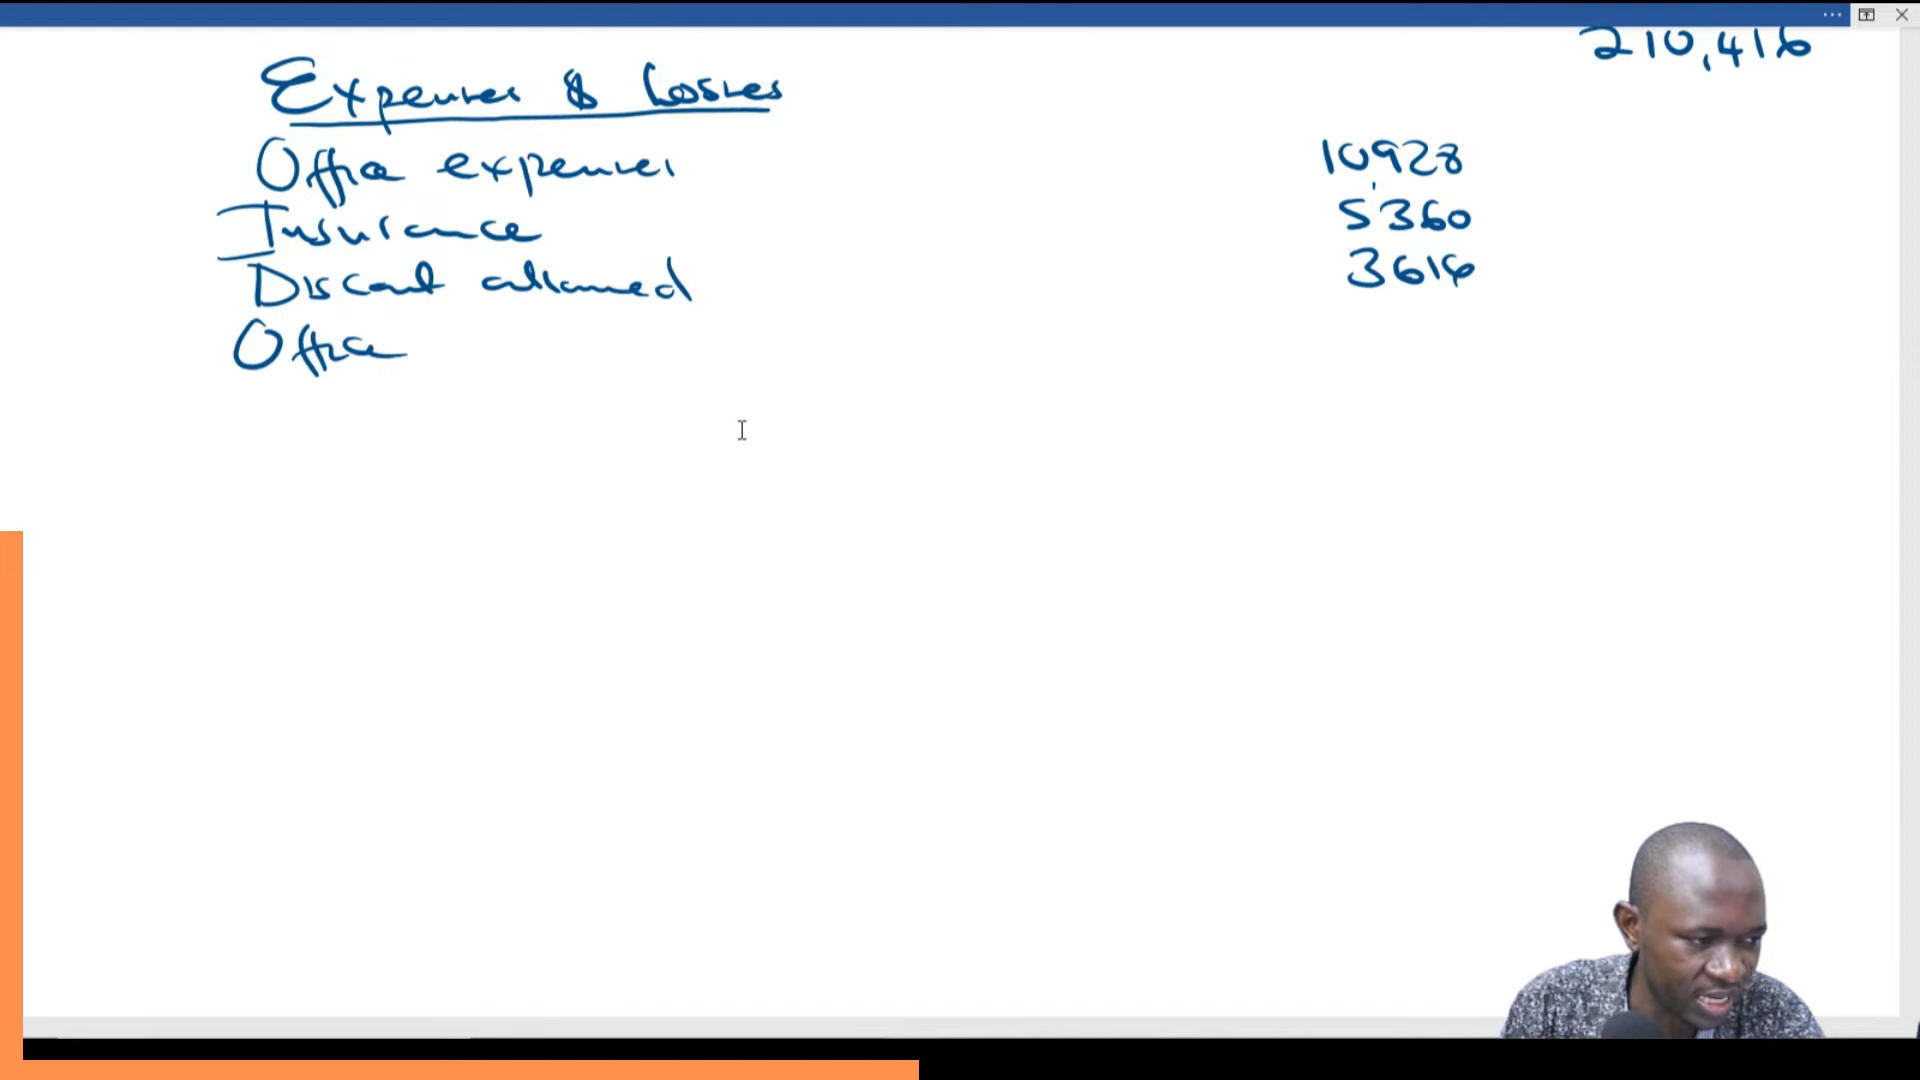 210,416
Expenses & Losses
Office expenses 10928
Insurance 5360
Discount allowed 3616
Office